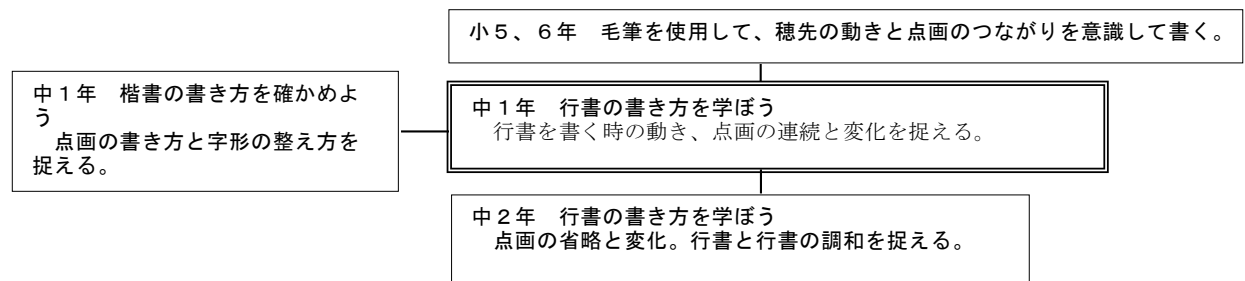 小５、６年　毛筆を使用して、穂先の動きと点画のつながりを意識して書く。
中１年　楷書の書き方を確かめよ
う
　点画の書き方と字形の整え方を
捉える。
中１年　行書の書き方を学ぼう
　行書を書く時の動き、点画の連続と変化を捉える。
中２年　行書の書き方を学ぼう
　点画の省略と変化。行書と行書の調和を捉える。